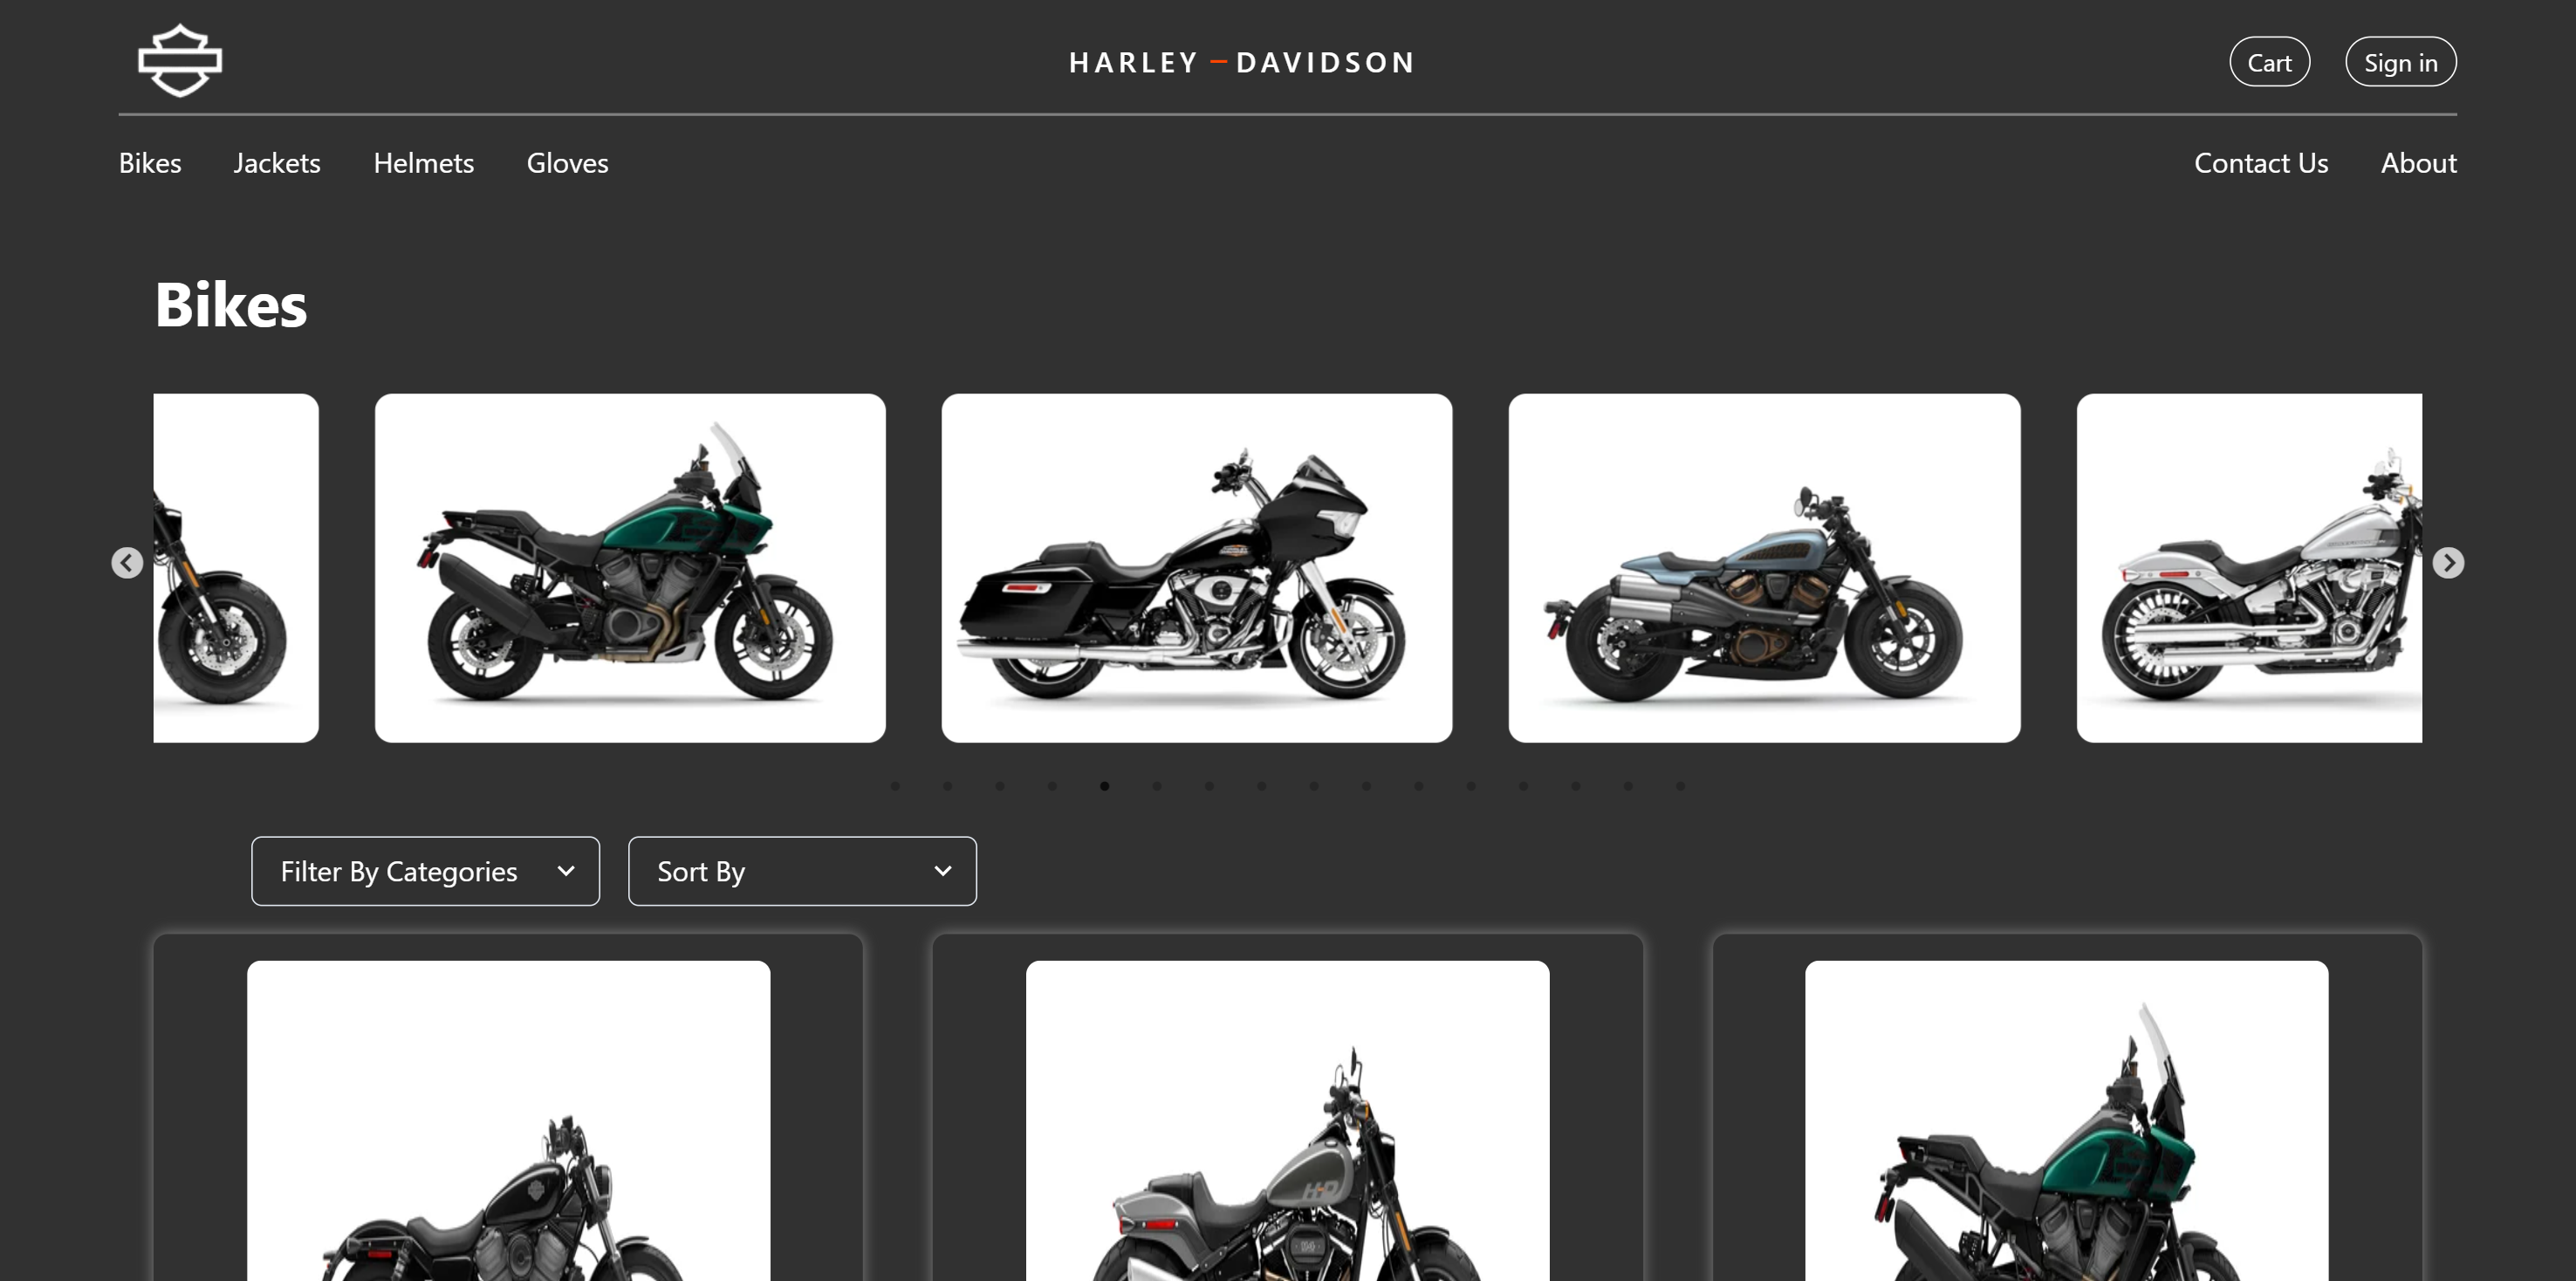 HARLEY — DAVIDSON
Cart
Sign in
Bikes
Jackets
Helmets
Gloves
Contact Us
About
Bikes
Filter By Categories
Sort By
H-D